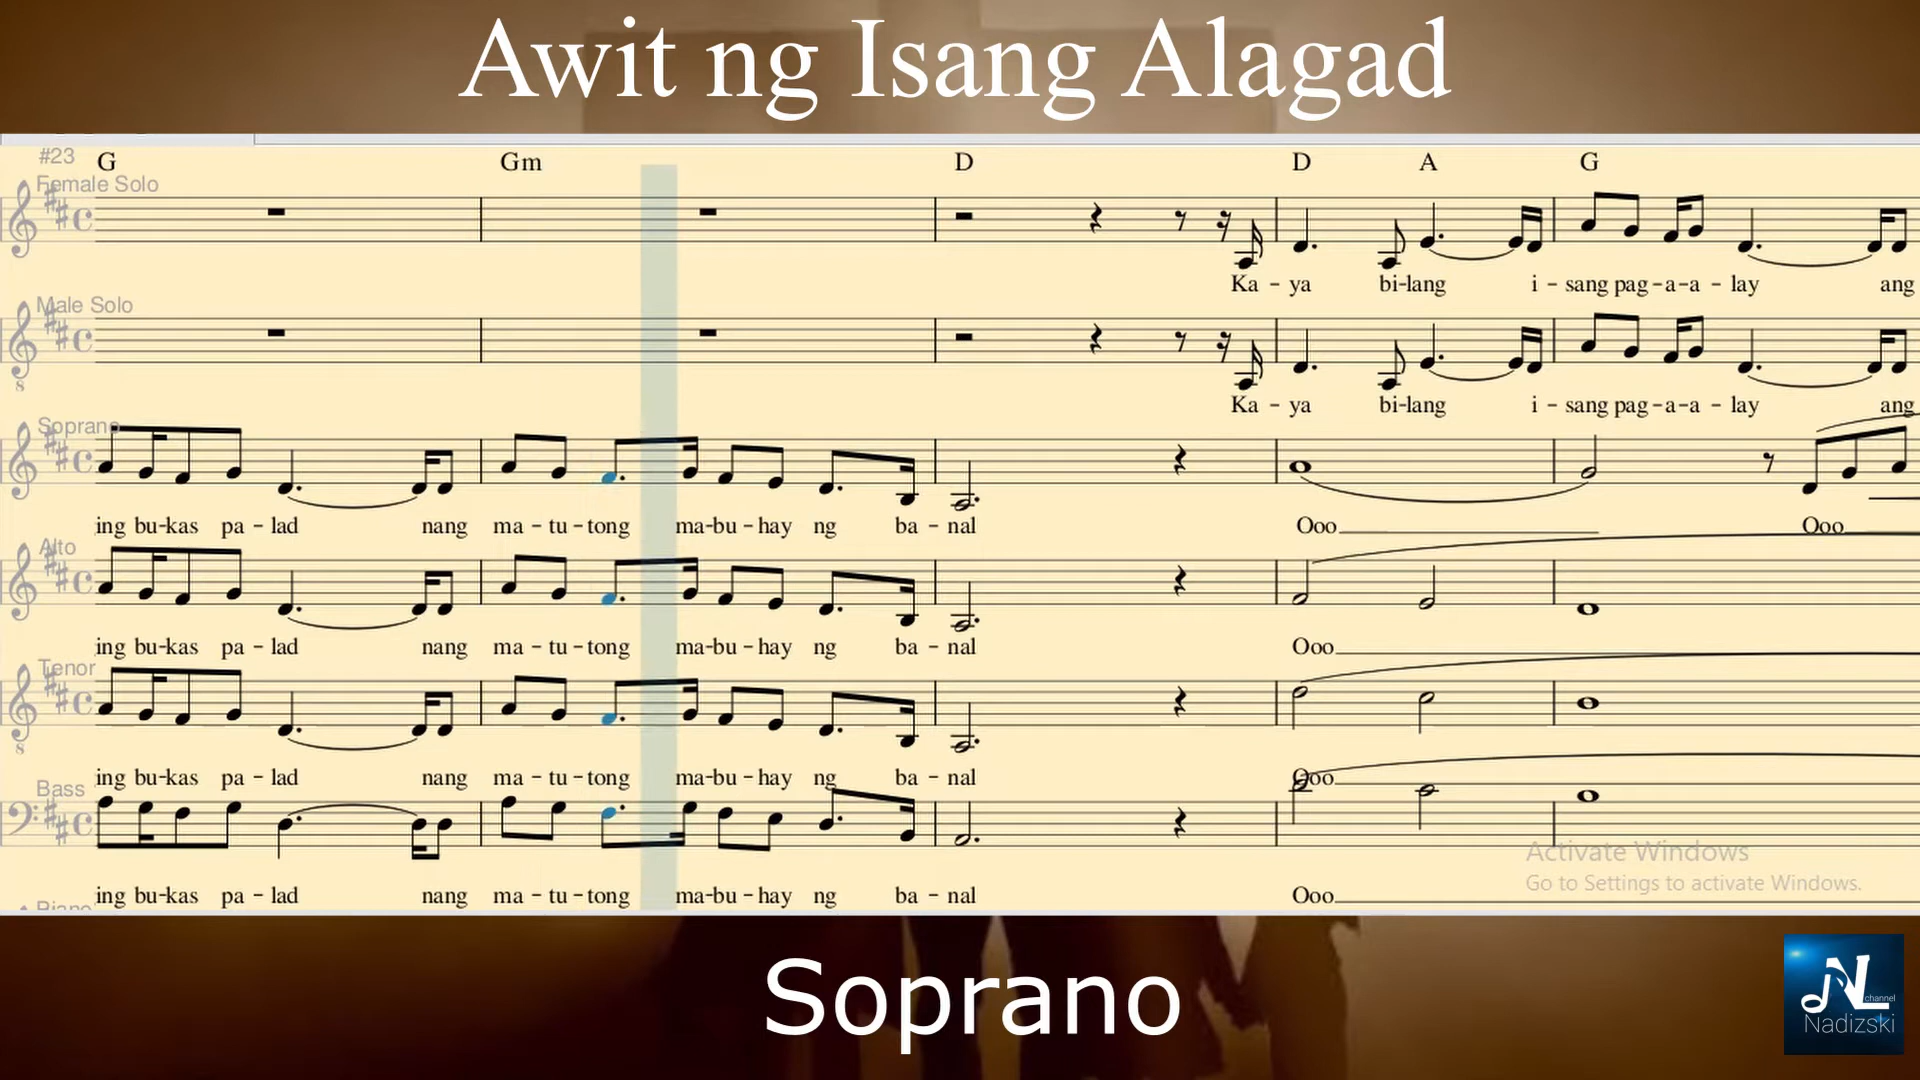 Awit ng Isang Alagad
#23
G Gm D D A G
Female Solo
Ka - ya bi-lang i - sang pag-a-a - lay ang
Male Solo
Ka - ya bi-lang i - sang pag-a-a - lay ang
Soprano
ing bu-kas pa - lad nang ma - tu - tong ma-bu-hay ng ba - nal Ooo Ooo
Alto
ing bu-kas pa - lad nang ma - tu - tong ma-bu-hay ng ba - nal Ooo
Tenor
ing bu-kas pa - lad nang ma - tu - tong ma-bu-hay ng ba - nal Ooo
Bass
ing bu-kas pa - lad nang ma - tu - tong ma-bu-hay ng ba - nal Ooo
Piano
Activate Windows
Go to Settings to activate Windows.
Soprano
NL
channel
Nadizski